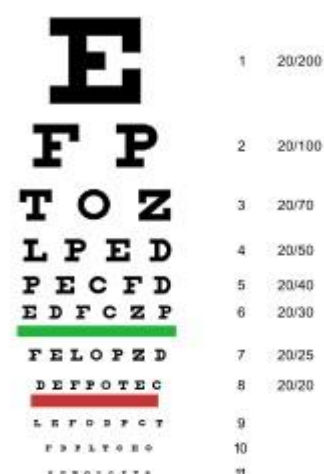 E 1 20/200
F P 2 20/100
T O Z 3 20/70
L P E D 4 20/50
P E C F D 5 20/40
E D F C Z P 6 20/30
F E L O P Z D 7 20/25
D E F P O T E C 8 20/20
L E F O D P C T 9
F D P L T C E O 10